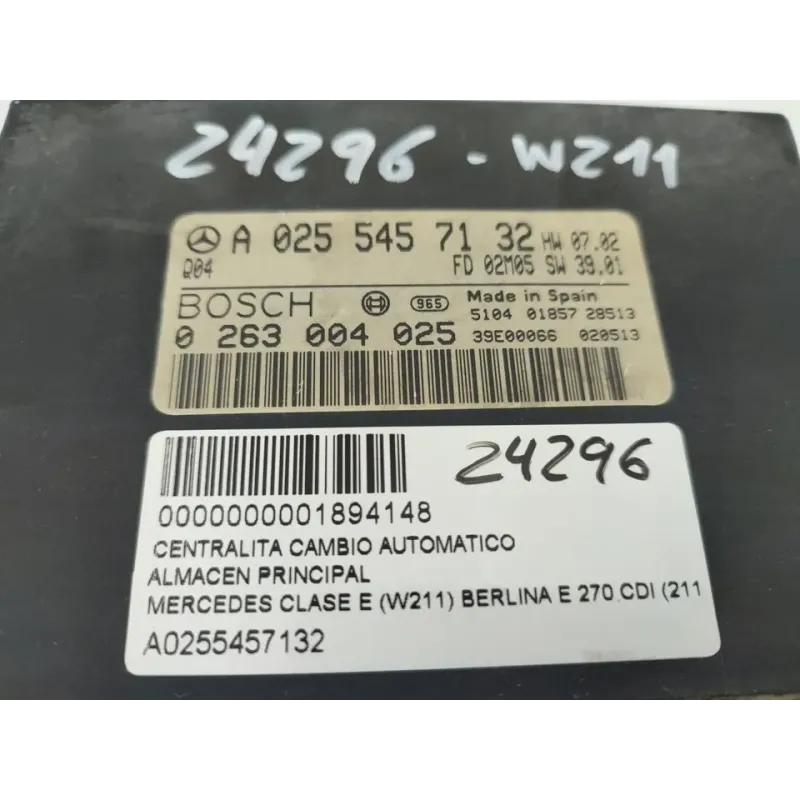 24296 - W211
A 025 545 71 32 HW 07.02
Q04 FD 02M05 SW 39.01
BOSCH 965 Made in Spain
5104 01857 28513
0 263 004 025 39E00066 020513
24296
0000000001894148
CENTRALITA CAMBIO AUTOMATICO
ALMACEN PRINCIPAL
MERCEDES CLASE E (W211) BERLINA E 270 CDI (211
A0255457132